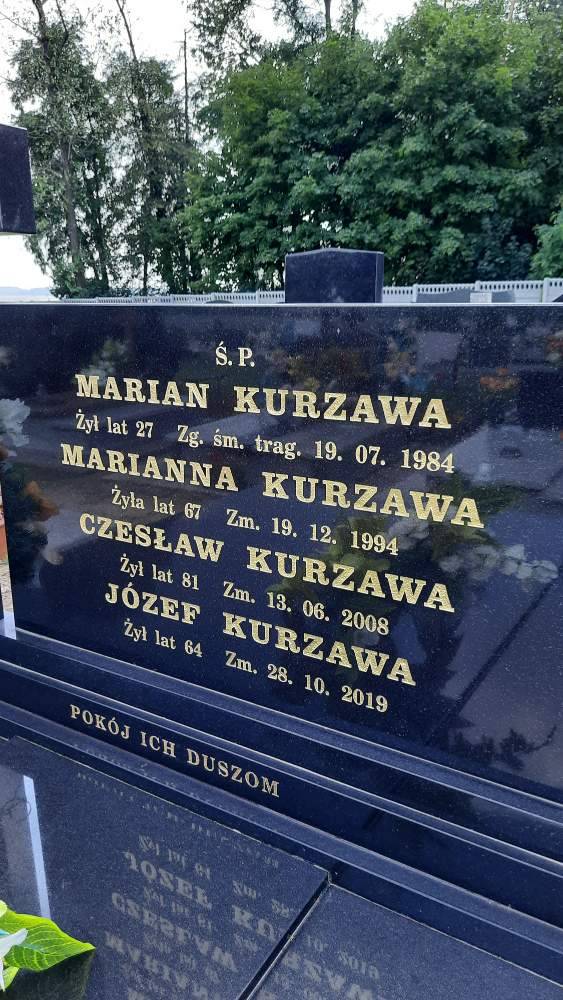 Ś.P.
MARIAN KURZAWA
Żył lat 27 Zg. śm. trag. 19. 07. 1984
MARIANNA KURZAWA
Żyła lat 67 Zm. 19. 12. 1994
CZESŁAW KURZAWA
Żył lat 81 Zm. 13. 06. 2008
JÓZEF KURZAWA
Żył lat 64 Zm. 28. 10. 2019
POKÓJ ICH DUSZOM